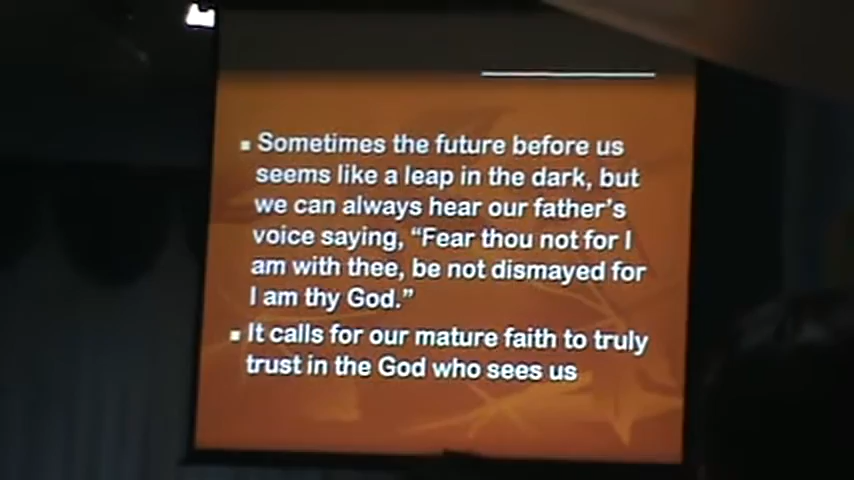 ▪ Sometimes the future before us
seems like a leap in the dark, but
we can always hear our father's
voice saying, “Fear thou not for I
am with thee, be not dismayed for
I am thy God.”
▪ It calls for our mature faith to truly
trust in the God who sees us